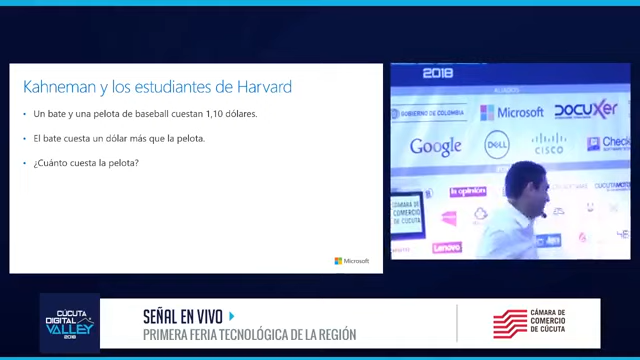 Kahneman y los estudiantes de Harvard
• Un bate y una pelota de baseball cuestan 1,10 dólares.
• El bate cuesta un dólar más que la pelota.
• ¿Cuánto cuesta la pelota?
Microsoft
2018
ALIADOS
GOBIERNO DE COLOMBIA
Microsoft
DOCUXER
Google
DELL
CISCO
Check
la opinión
CÁMARA DE
COMERCIO
DE CÚCUTA
Lenovo
CÚCUTA
DIGITAL
VALLEY
2018
SEÑAL EN VIVO
PRIMERA FERIA TECNOLÓGICA DE LA REGIÓN
CÁMARA DE
COMERCIO
DE CÚCUTA